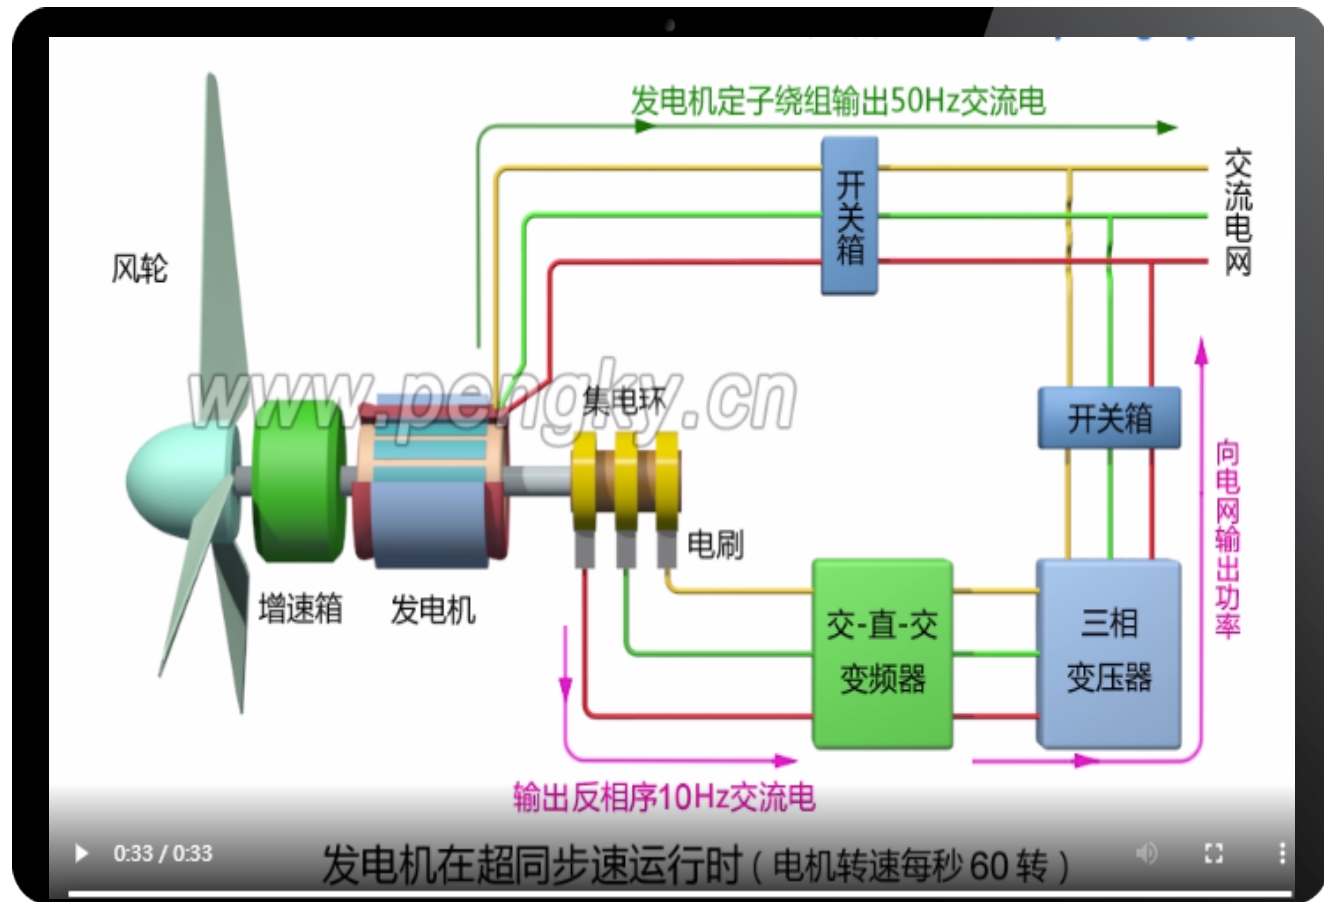 发电机定子绕组输出50Hz交流电
交流电网
开关箱
风轮
www.pengky.cn
集电环
开关箱
向电网输出功率
电刷
增速箱
发电机
交-直-交
变频器
三相
变压器
输出反相序10Hz交流电
0:33 / 0:33
发电机在超同步速运行时（电机转速每秒 60 转）